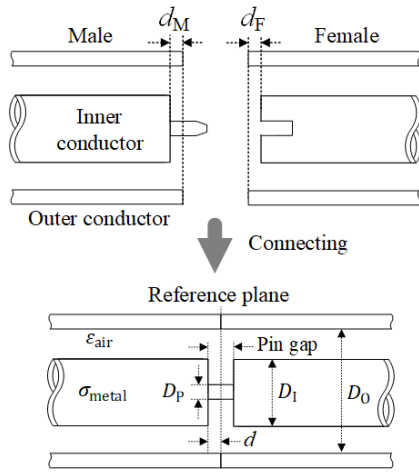 d_M d_F
Male Female
Inner
conductor
Outer conductor
Connecting
Reference plane
ε_air Pin gap
σ_metal D_P D_I D_O
d